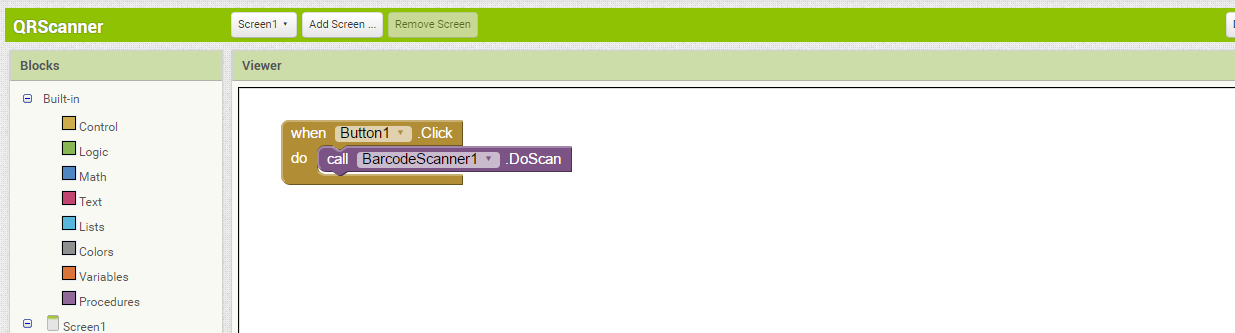 QRScanner
Screen1
Add Screen ...
Remove Screen
Blocks
Viewer
Built-in
Control
Logic
Math
Text
Lists
Colors
Variables
Procedures
Screen1
when Button1 .Click
do call BarcodeScanner1 .DoScan